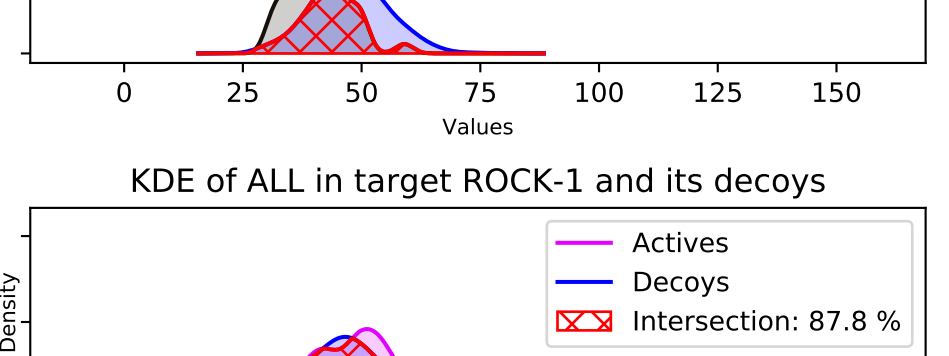 0 25 50 75 100 125 150
Values
KDE of ALL in target ROCK-1 and its decoys
Density
Actives
Decoys
Intersection: 87.8 %